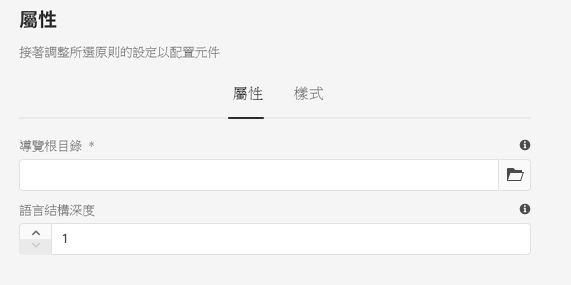 屬性
接著調整所選原則的設定以配置元件
屬性 樣式
導覽根目錄 *
語言结構深度
1